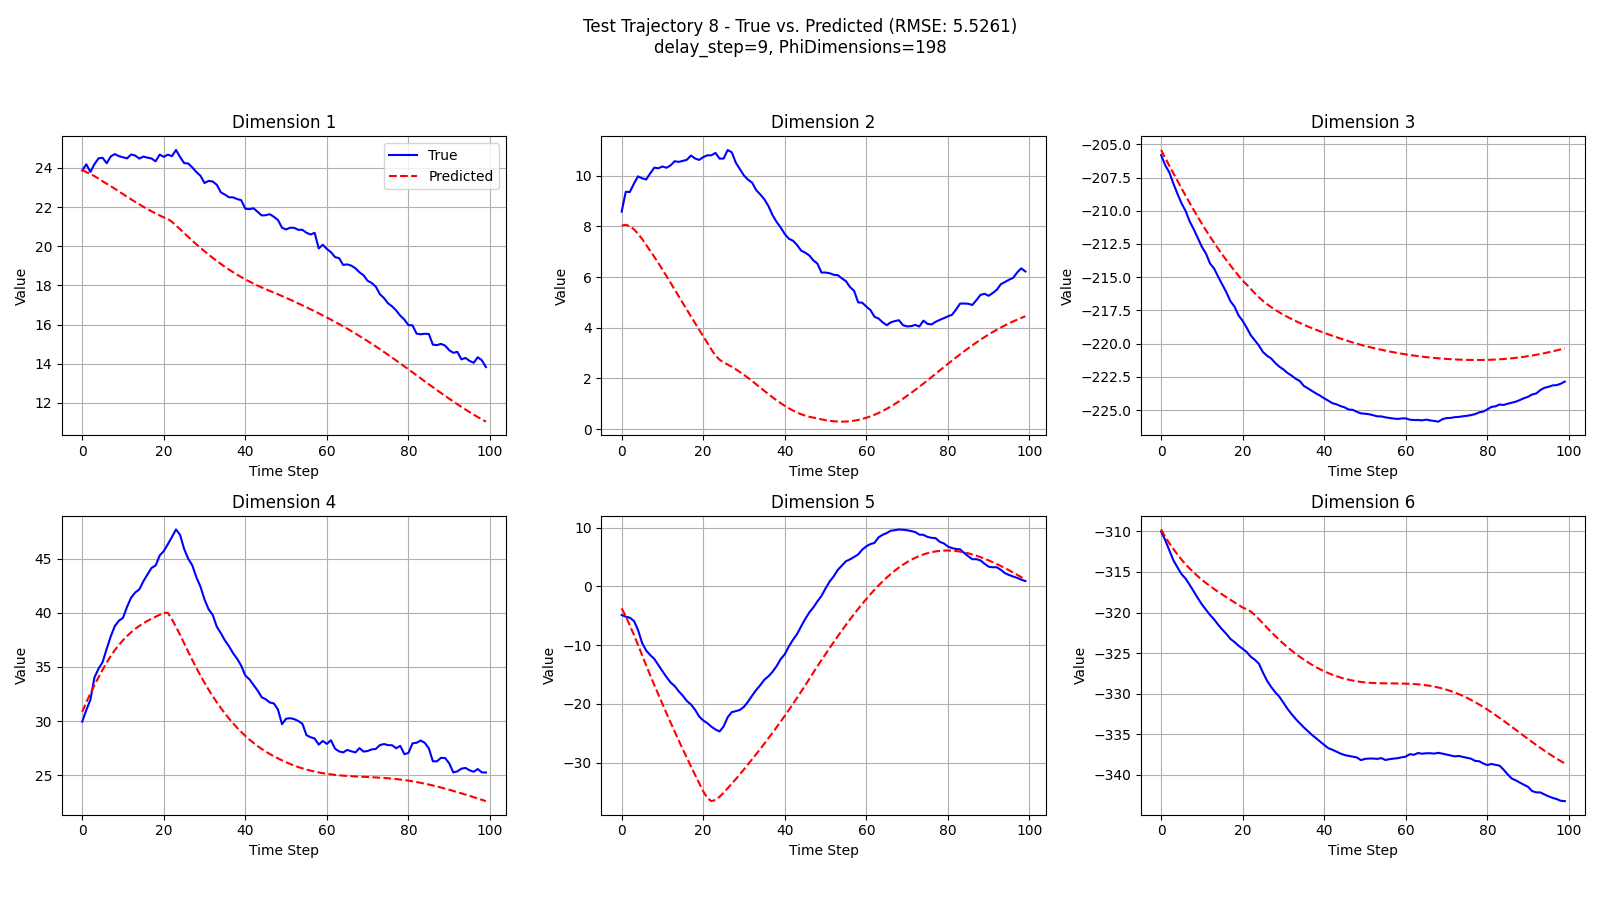 Test Trajectory 8 - True vs. Predicted (RMSE: 5.5261)
delay_step=9, PhiDimensions=198
Dimension 1
True
Predicted
Value
24
22
20
18
16
14
12
0 20 40 60 80 100
Time Step
Dimension 2
Value
10
8
6
4
2
0
0 20 40 60 80 100
Time Step
Dimension 3
Value
−205.0
−207.5
−210.0
−212.5
−215.0
−217.5
−220.0
−222.5
−225.0
0 20 40 60 80 100
Time Step
Dimension 4
Value
45
40
35
30
25
0 20 40 60 80 100
Time Step
Dimension 5
Value
10
0
−10
−20
−30
0 20 40 60 80 100
Time Step
Dimension 6
Value
−310
−315
−320
−325
−330
−335
−340
0 20 40 60 80 100
Time Step